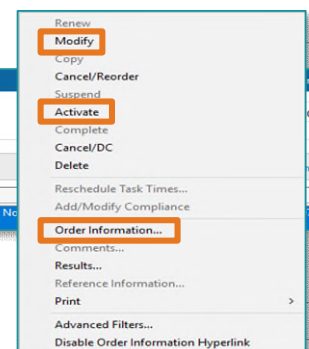 Renew
Modify
Copy
Cancel/Reorder
Suspend
Activate
Complete
Cancel/DC
Delete
Reschedule Task Times...
Add/Modify Compliance
No
Order Information...
Comments...
Results...
Reference Information...
Print >
Advanced Filters...
Disable Order Information Hyperlink